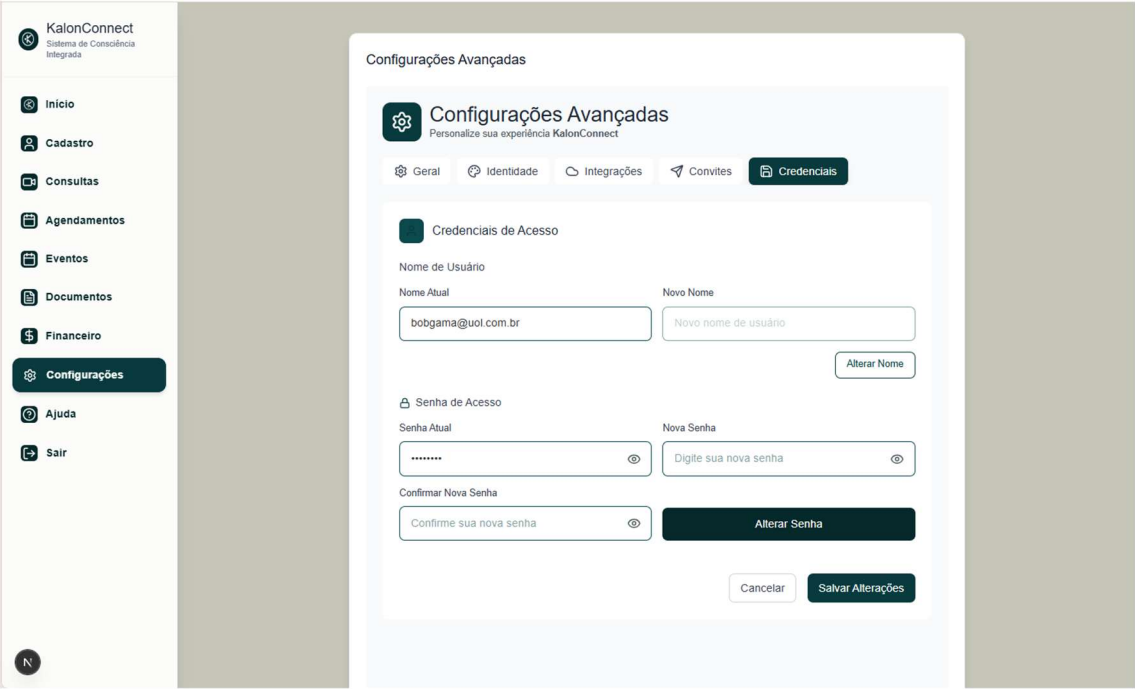 KalonConnect
Sistema de Consciência
Integrada
Início
Cadastro
Consultas
Agendamentos
Eventos
Documentos
Financeiro
Configurações
Ajuda
Sair
N
Configurações Avançadas
Configurações Avançadas
Personalize sua experiência KalonConnect
Geral
Identidade
Integrações
Convites
Credenciais
Credenciais de Acesso
Nome de Usuário
Nome Atual
Novo Nome
bobgama@uol.com.br
Novo nome de usuário
Alterar Nome
Senha de Acesso
Senha Atual
Nova Senha
••••••••
Digite sua nova senha
Confirmar Nova Senha
Confirme sua nova senha
Alterar Senha
Cancelar
Salvar Alterações